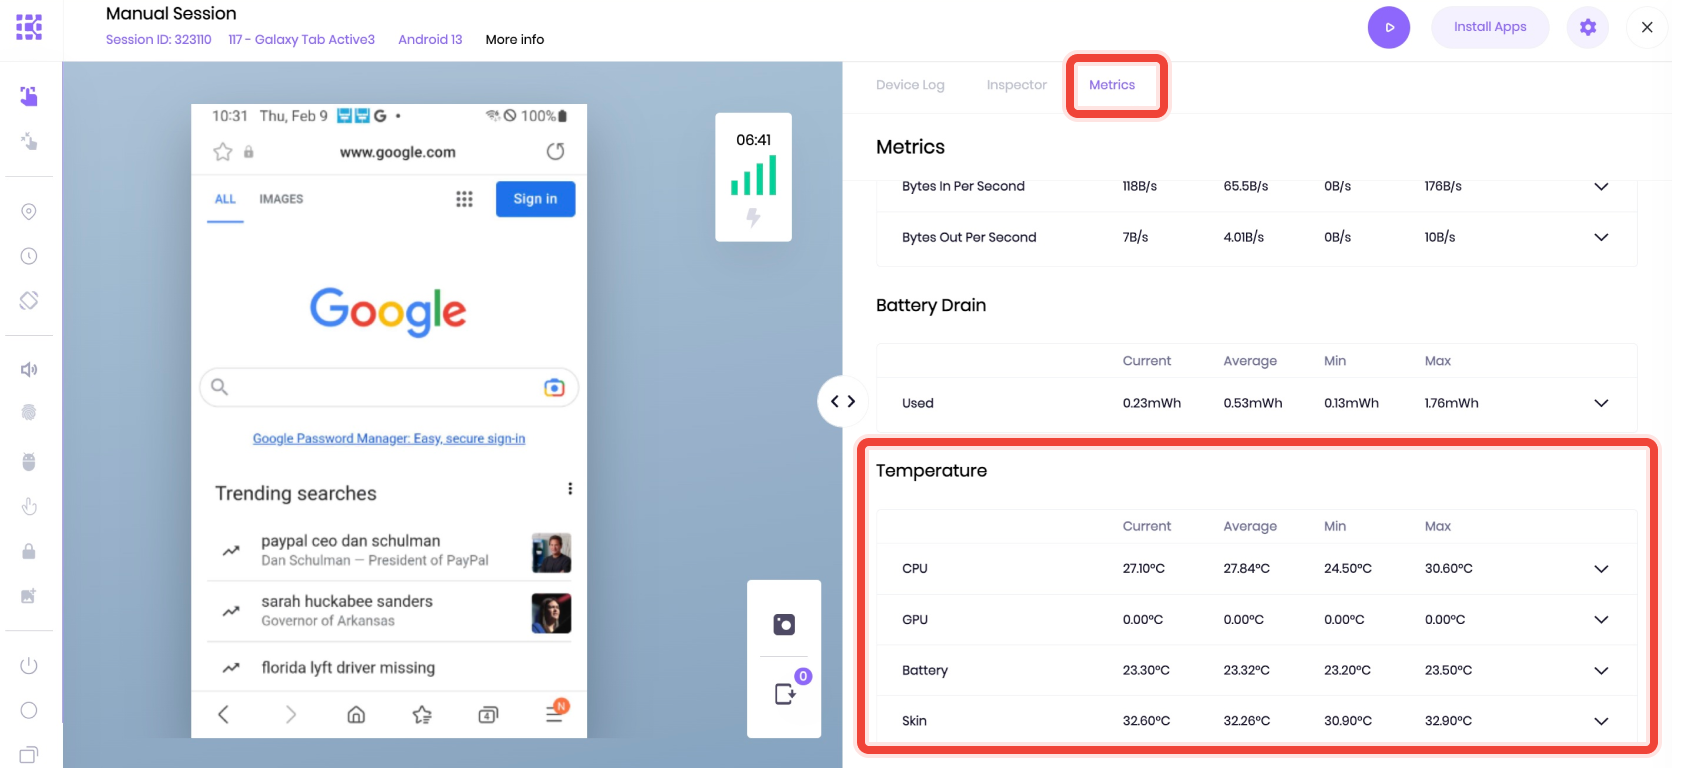 Manual Session
Session ID: 323110 117 - Galaxy Tab Active3 Android 13 More info
Install Apps
10:31 Thu, Feb 9 G • 100%
www.google.com
ALL IMAGES Sign in
Google
Google Password Manager: Easy, secure sign-in
Trending searches
paypal ceo dan schulman
Dan Schulman — President of PayPal
sarah huckabee sanders
Governor of Arkansas
florida lyft driver missing
4
N
06:41
0
Device Log Inspector Metrics
Metrics
Bytes In Per Second 118B/s 65.5B/s 0B/s 176B/s
Bytes Out Per Second 7B/s 4.01B/s 0B/s 10B/s
Battery Drain
Current Average Min Max
Used 0.23mWh 0.53mWh 0.13mWh 1.76mWh
Temperature
Current Average Min Max
CPU 27.10°C 27.84°C 24.50°C 30.60°C
GPU 0.00°C 0.00°C 0.00°C 0.00°C
Battery 23.30°C 23.32°C 23.20°C 23.50°C
Skin 32.60°C 32.26°C 30.90°C 32.90°C